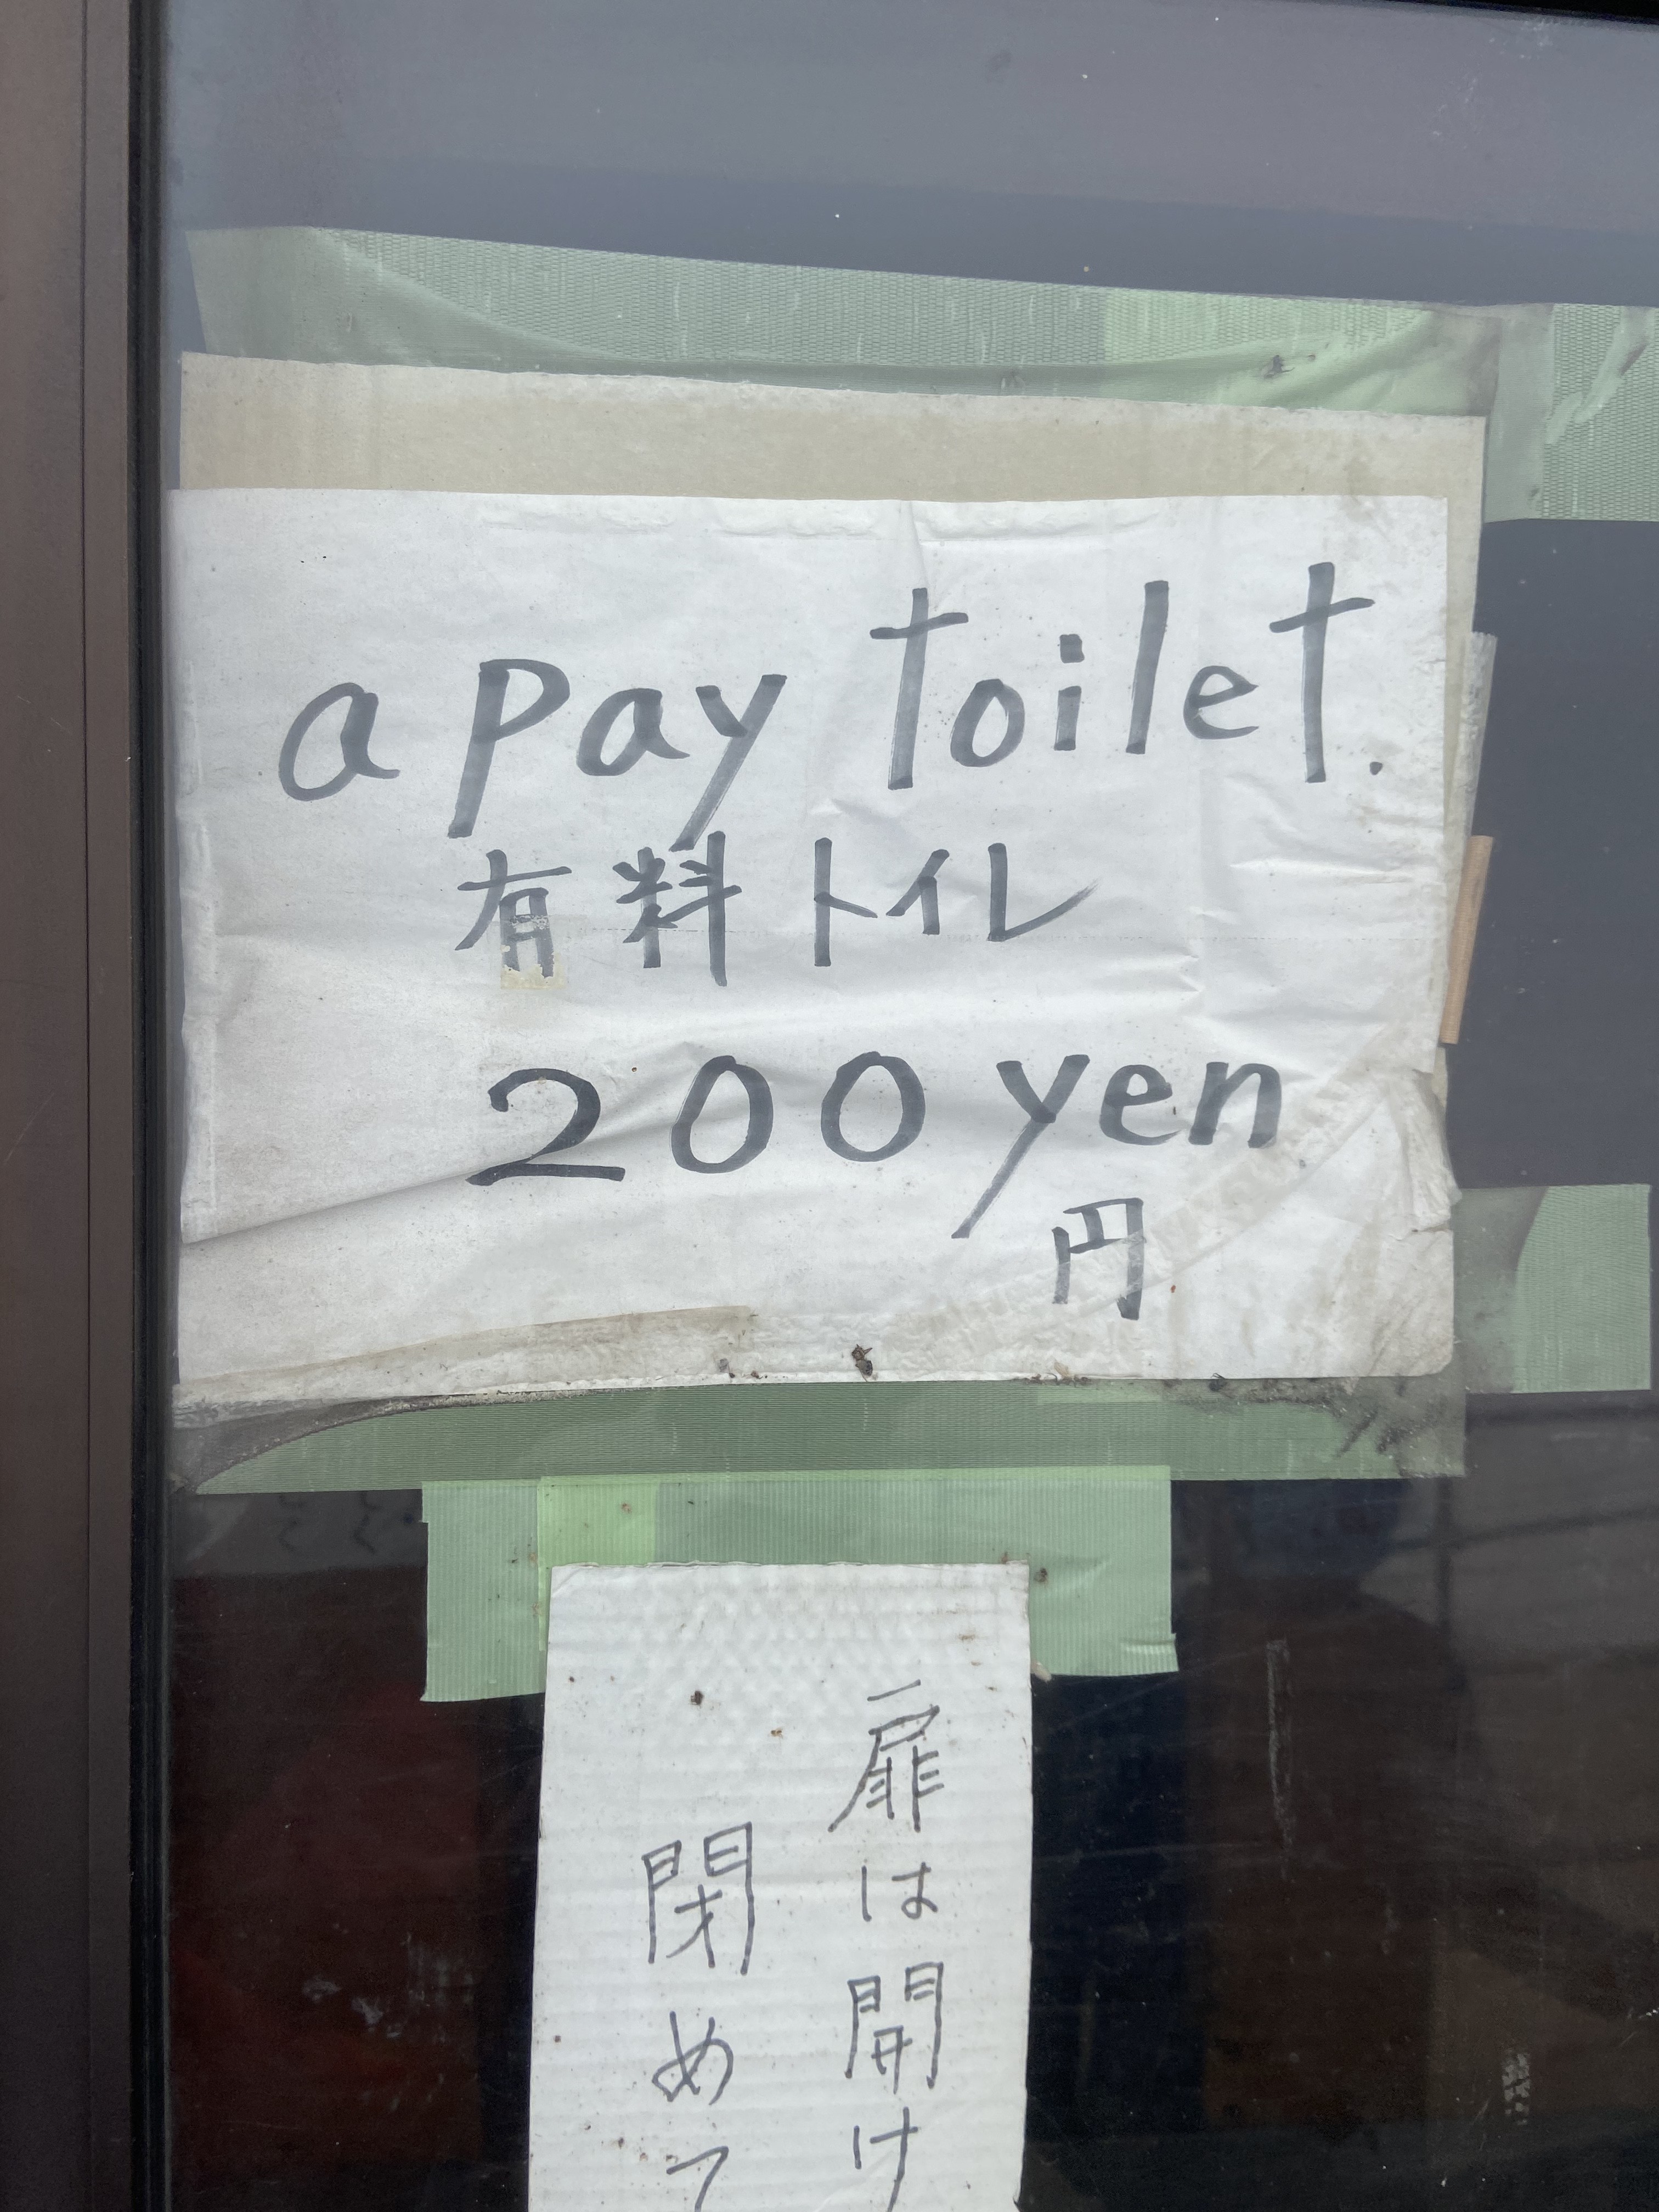 a pay toilet.
有料トイレ
200 yen
円
扉は開け
閉めて